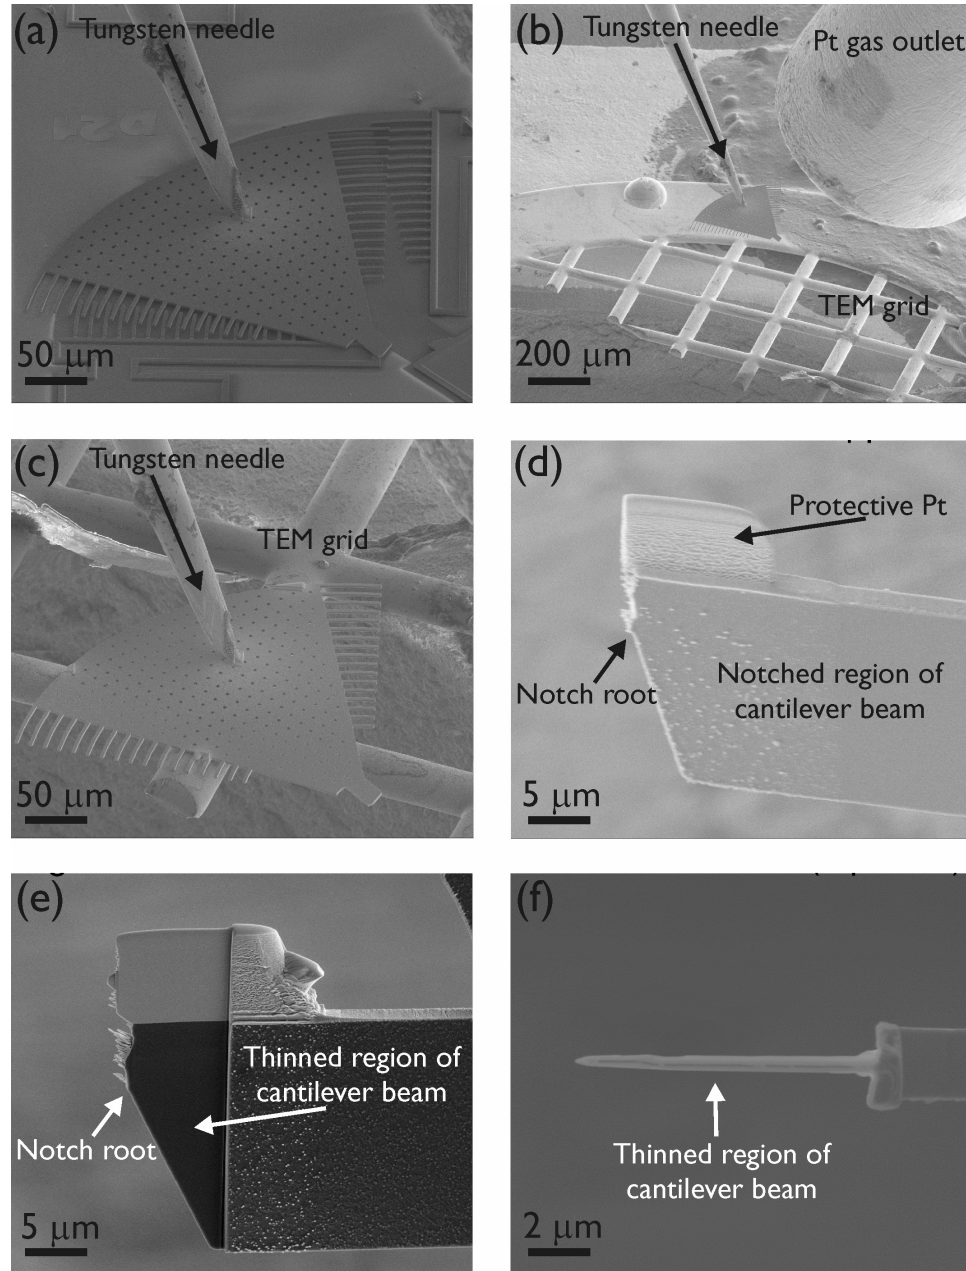 (a)
Tungsten needle
50 μm
(b)
Tungsten needle
Pt gas outlet
TEM grid
200 μm
(c)
Tungsten needle
TEM grid
50 μm
(d)
Protective Pt
Notch root
Notched region of
cantilever beam
5 μm
(e)
Thinned region of
cantilever beam
Notch root
5 μm
(f)
Thinned region of
cantilever beam
2 μm